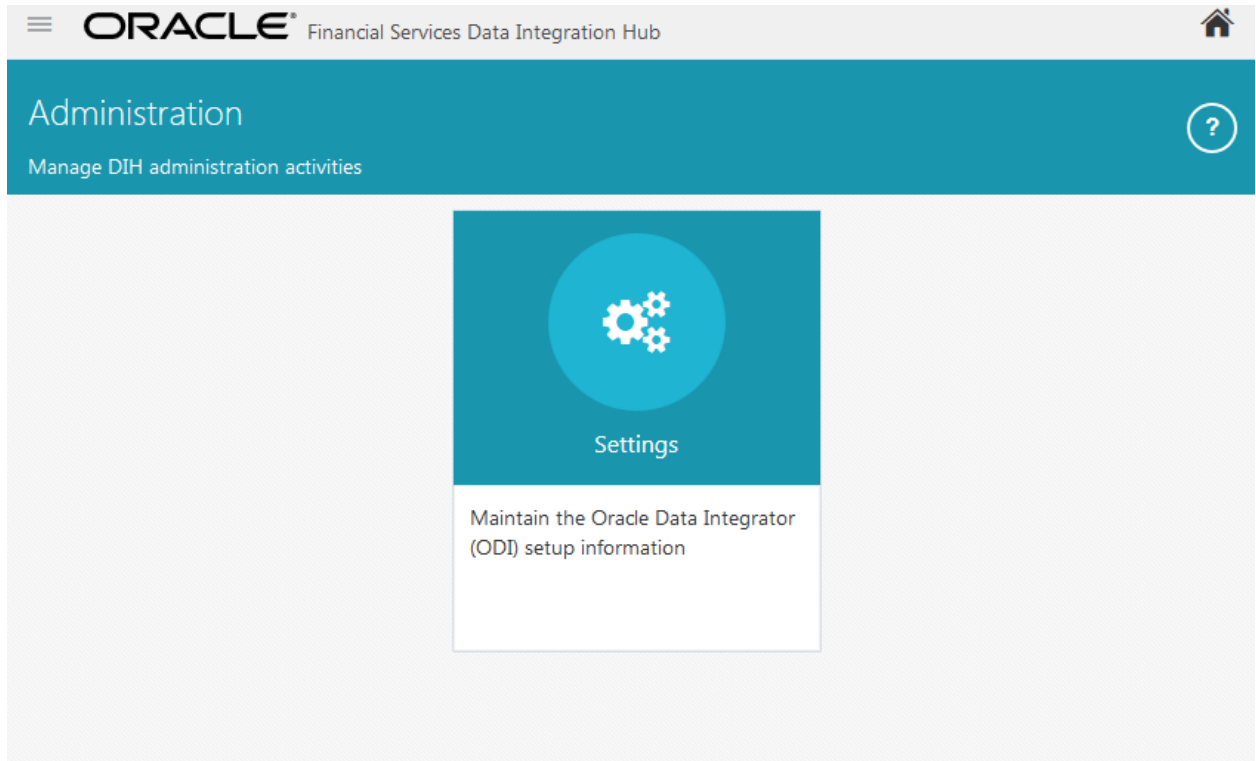 ORACLE® Financial Services Data Integration Hub
Administration
?
Manage DIH administration activities
Settings
Maintain the Oracle Data Integrator
(ODI) setup information